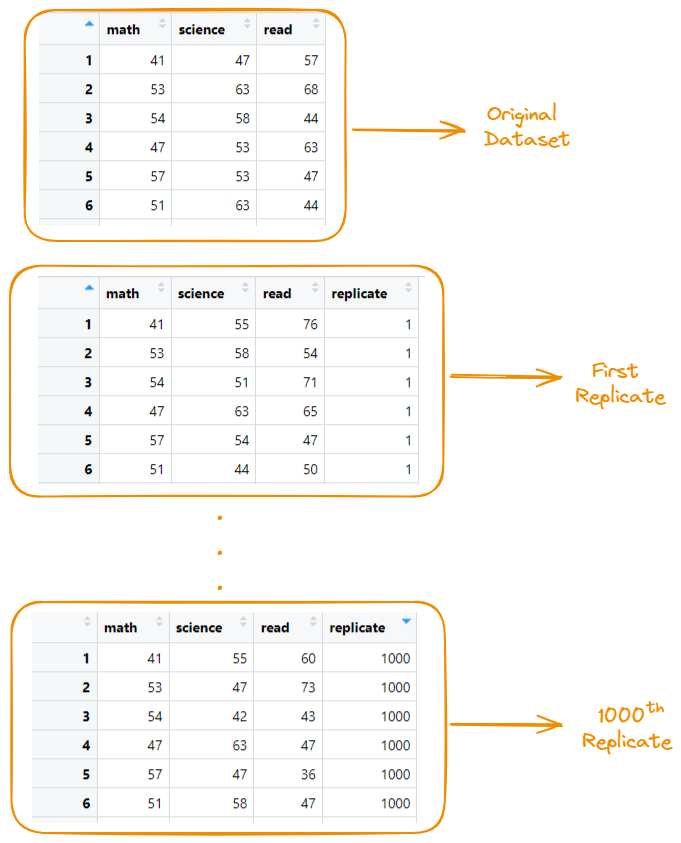 math science read
1 41 47 57
2 53 63 68
3 54 58 44
4 47 53 63
5 57 53 47
6 51 63 44
Original
Dataset
math science read replicate
1 41 55 76 1
2 53 58 54 1
3 54 51 71 1
4 47 63 65 1
5 57 54 47 1
6 51 44 50 1
First
Replicate
math science read replicate
1 41 55 60 1000
2 53 47 73 1000
3 54 42 43 1000
4 47 63 47 1000
5 57 47 36 1000
6 51 58 47 1000
1000th
Replicate